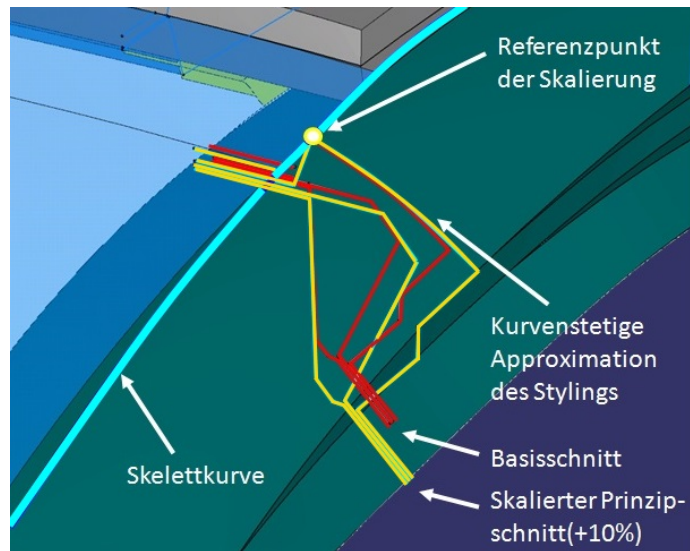 Referenzpunkt
der Skalierung
Kurvenstetige
Approximation
des Stylings
Skelettkurve
Basisschnitt
Skalierter Prinzip-
schnitt(+10%)